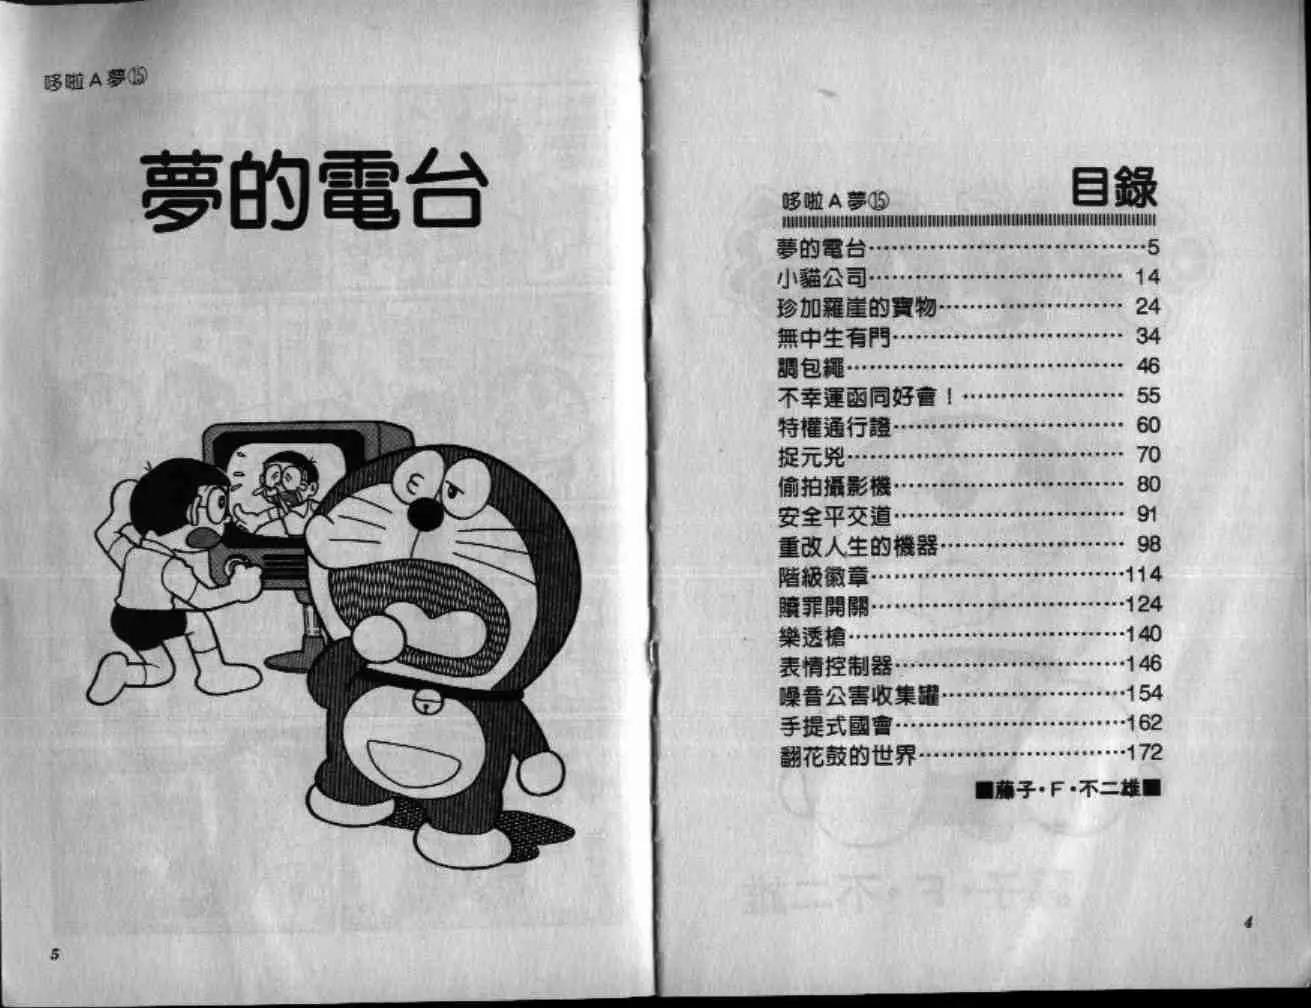 哆啦A夢⑮
目錄
夢的電台……………………………5
小貓公司…………………………14
珍加羅崖的寶物…………………24
無中生有門………………………34
調包繩……………………………46
不幸運函同好會！………………55
特權通行證………………………60
捉元兇……………………………70
偷拍攝影機………………………80
安全平交道………………………91
重改人生的機器…………………98
階級徽章…………………………114
贖罪開關…………………………124
樂透槍……………………………140
表情控制器………………………146
噪音公害收集罐…………………154
手提式國會………………………162
翻花鼓的世界……………………172
■藤子・F・不二雄■
4
哆啦A夢⑮
夢的電台
5